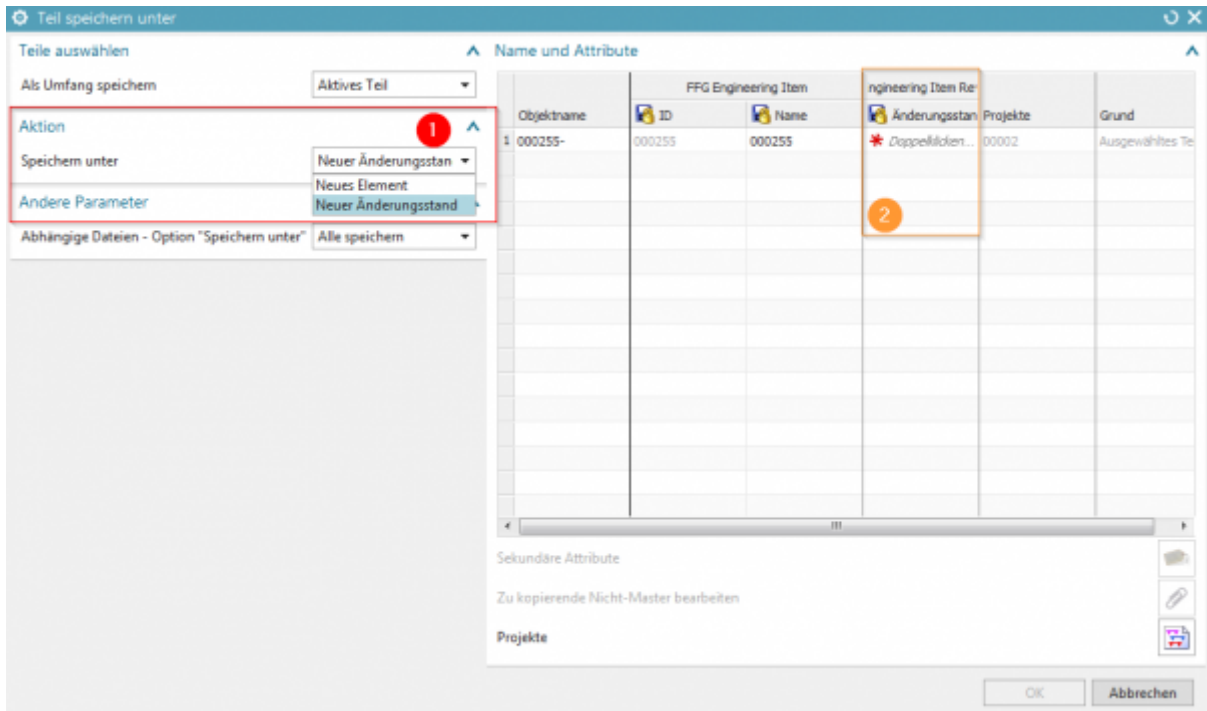 Teil speichern unter
Teile auswählen
Als Umfang speichern
Aktives Teil
Aktion
1
Speichern unter
Neuer Änderungsstan
Neues Element
Neuer Änderungsstand
Andere Parameter
Abhängige Dateien - Option "Speichern unter"
Alle speichern
Name und Attribute
FFG Engineering Item
ngineering Item Re
Objektname
ID
Name
Änderungsstan
Projekte
Grund
1
000255-
000255
000255
Doppelklicken...
00002
Ausgewähltes Te
2
Sekundäre Attribute
Zu kopierende Nicht-Master bearbeiten
Projekte
OK
Abbrechen